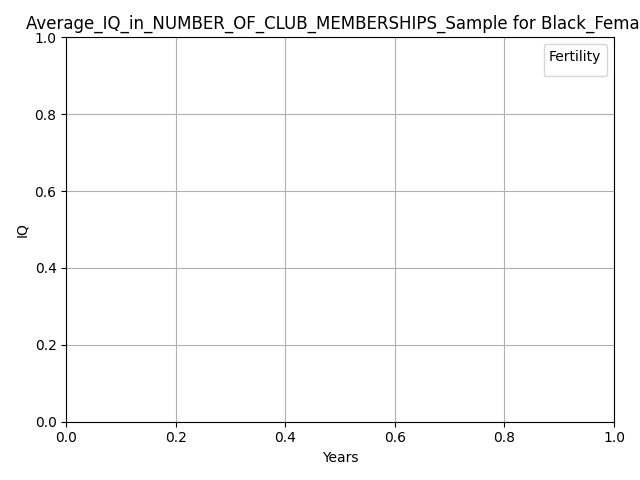 Average_IQ_in_NUMBER_OF_CLUB_MEMBERSHIPS_Sample for Black_Fema
Fertility
1.0
0.8
0.6
0.4
0.2
0.0
IQ
0.0 0.2 0.4 0.6 0.8 1.0
Years